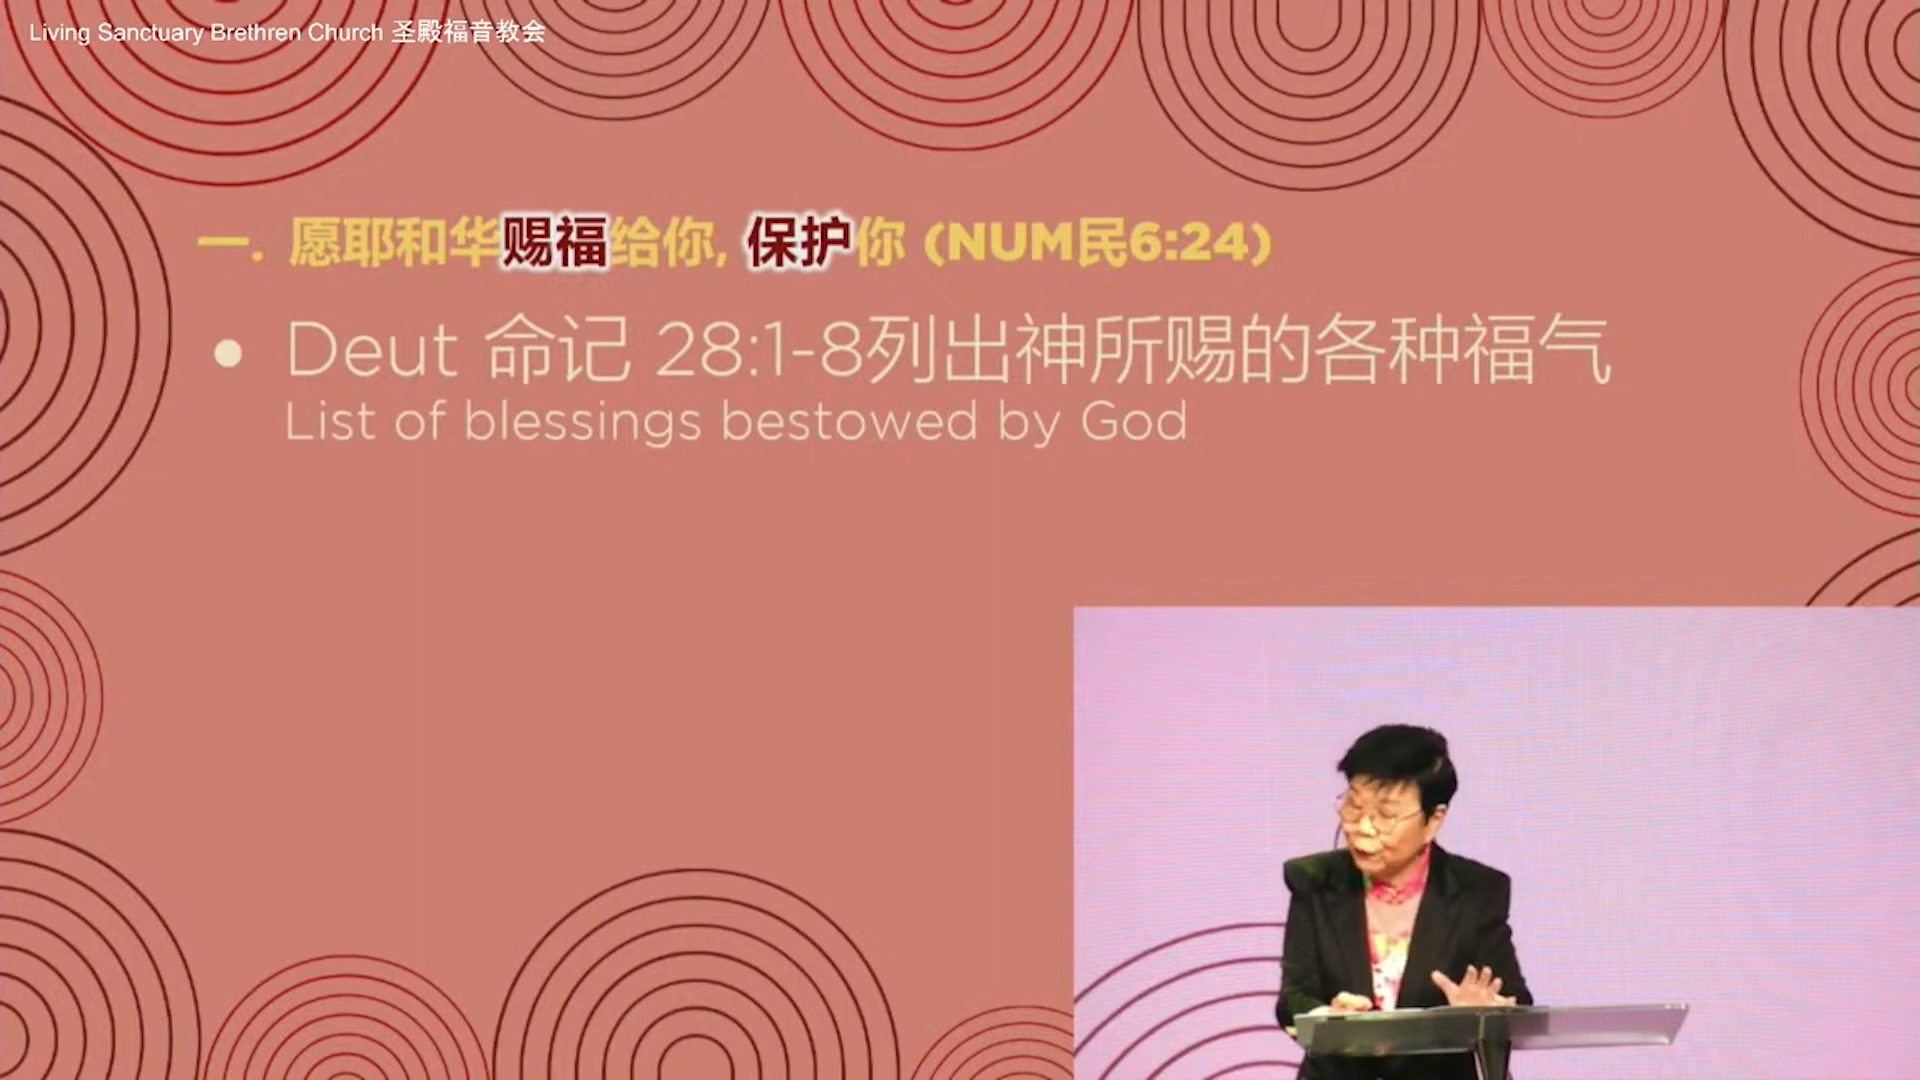 Living Sanctuary Brethren Church 圣殿福音教会
一. 愿耶和华赐福给你, 保护你 (NUM民6:24)
• Deut 命记 28:1-8列出神所赐的各种福气
List of blessings bestowed by God